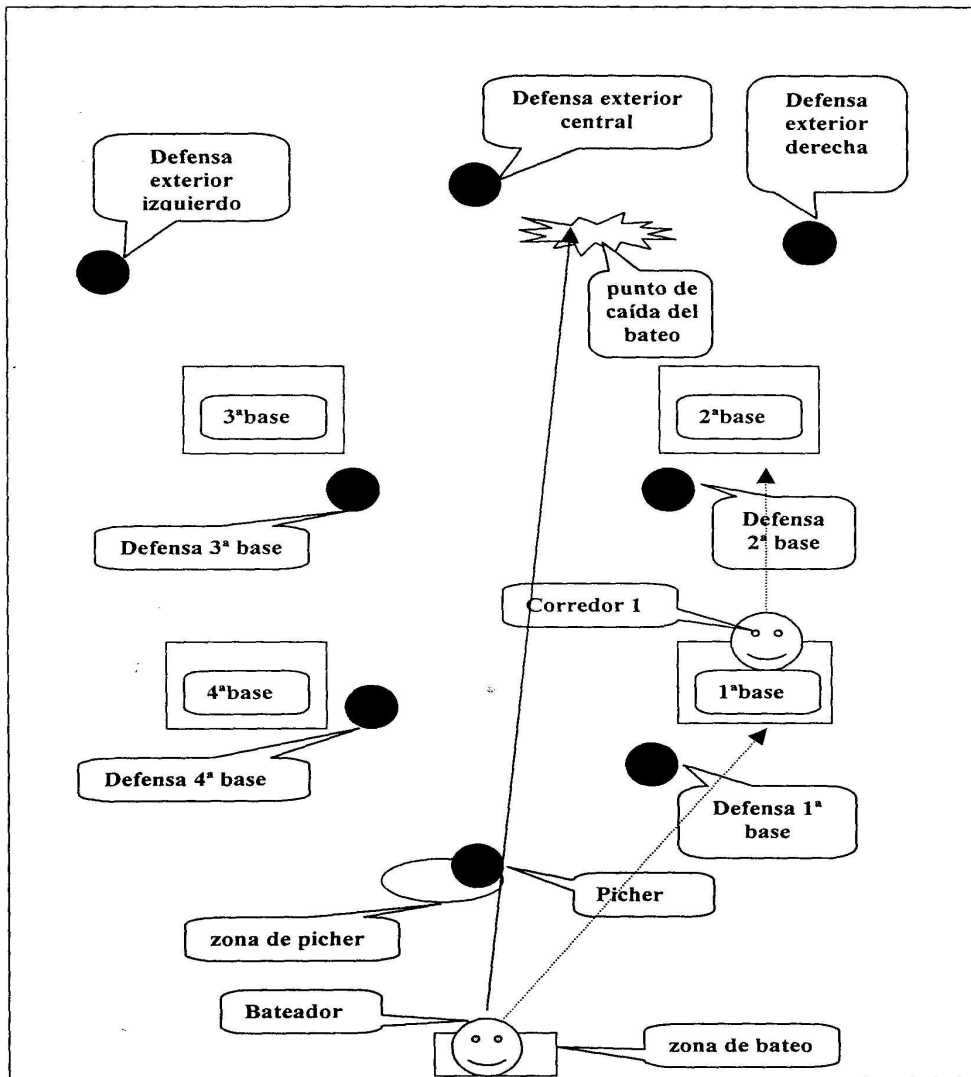 Defensa exterior
central
Defensa
exterior
derecha
Defensa
exterior
izquierdo
punto de
caída del
bateo
3ªbase
2ªbase
Defensa 3ª base
Defensa
2ª base
Corredor 1
4ªbase
1ªbase
Defensa 4ª base
Defensa 1ª
base
Picher
zona de picher
Bateador
zona de bateo